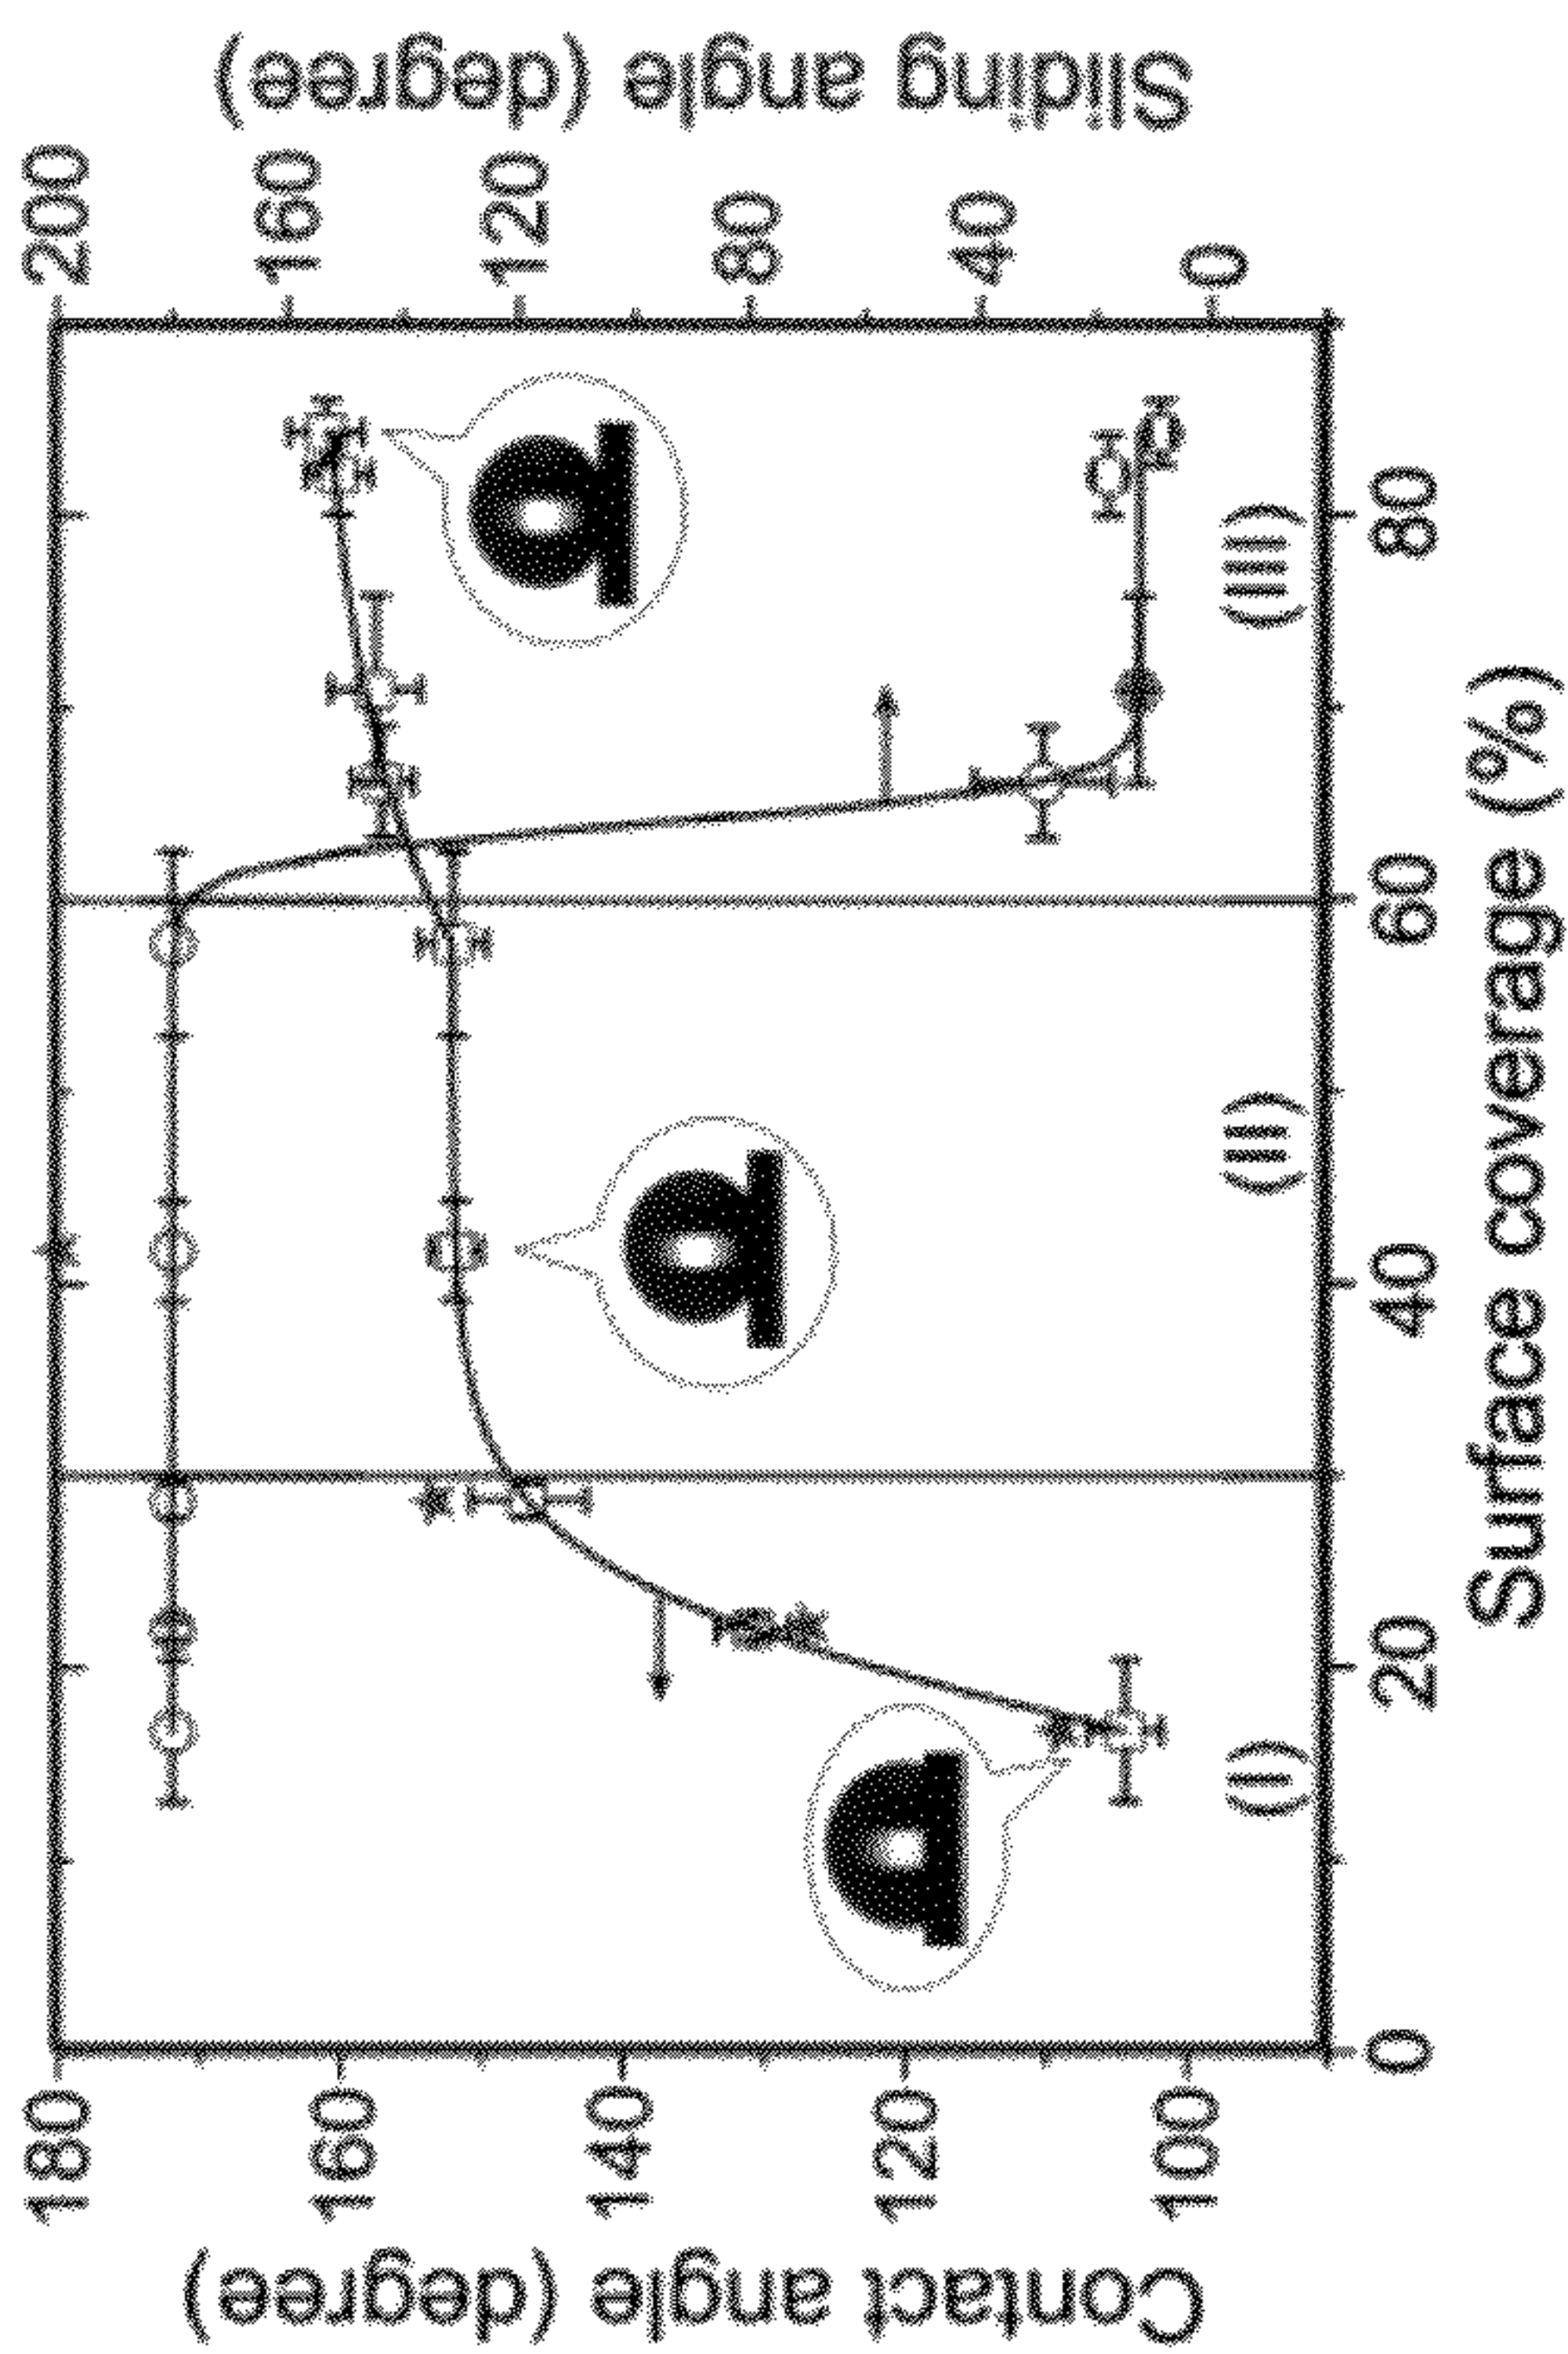 Contact angle (degree)
180
160
140
120
100
Sliding angle (degree)
200
160
120
80
40
0
(I)
(II)
(III)
0
20
40
60
80
Surface coverage (%)